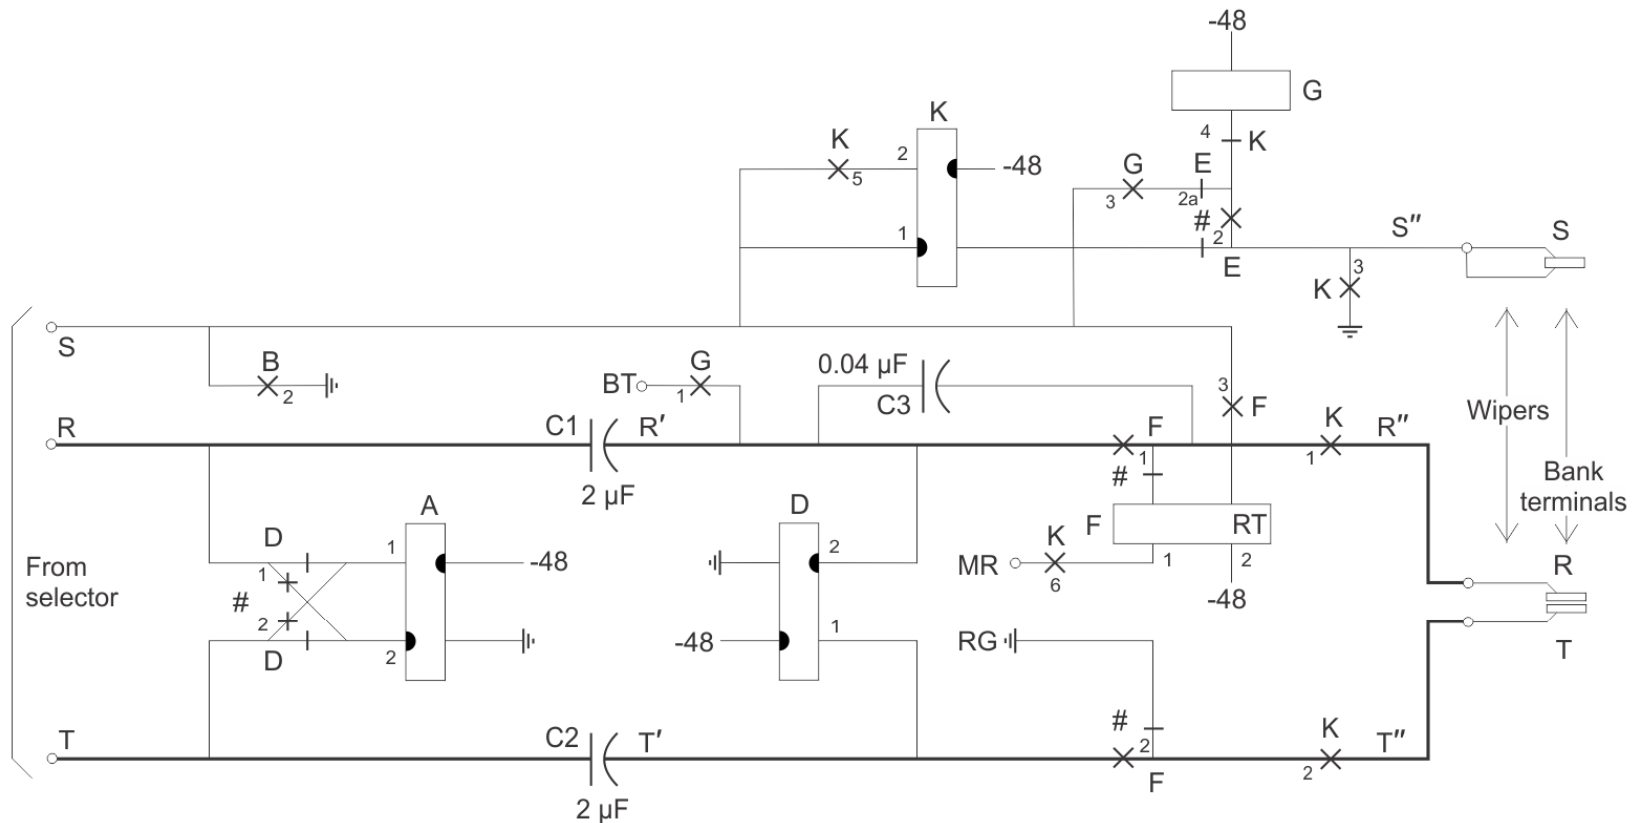 -48
G
K
4
K
K
2
-48
G
E
5
3
2a
#
1
2
S″
S
E
3
K
S
B
2
BT
G
1
0.04 μF
C3
3
F
Wipers
R
C1
R′
F
K
R″
1
1
#
2 μF
Bank
terminals
D
A
D
F
RT
1
-48
2
K
MR
1
2
R
1
6
From
selector
#
-48
2
1
RG
D
2
-48
T
T
C2
T′
#
2
K
T″
2
F
2 μF